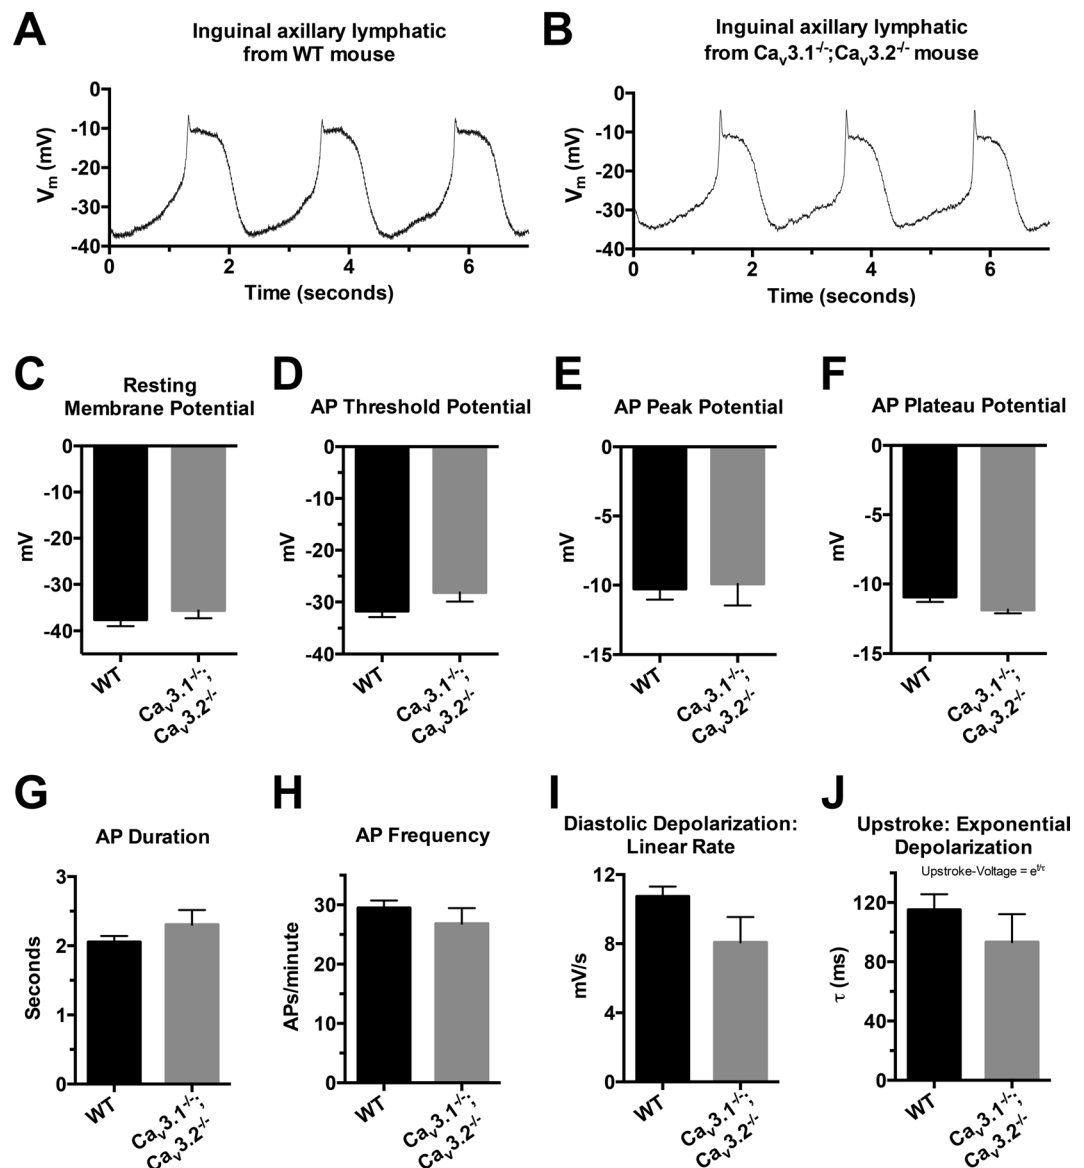 A
Inguinal axillary lymphatic
from WT mouse
0
-10
-20
-30
-40
Vm (mV)
0 2 4 6
Time (seconds)
B
Inguinal axillary lymphatic
from Cav3.1-/-;Cav3.2-/- mouse
0
-10
-20
-30
-40
Vm (mV)
0 2 4 6
Time (seconds)
C
Resting
Membrane Potential
0
-10
-20
-30
-40
mV
WT
Cav3.1-/-;
Cav3.2-/-
D
AP Threshold Potential
0
-10
-20
-30
-40
mV
WT
Cav3.1-/-;
Cav3.2-/-
E
AP Peak Potential
0
-5
-10
-15
mV
WT
Cav3.1-/-;
Cav3.2-/-
F
AP Plateau Potential
0
-5
-10
-15
mV
WT
Cav3.1-/-;
Cav3.2-/-
G
AP Duration
3
2
1
0
Seconds
WT
Cav3.1-/-;
Cav3.2-/-
H
AP Frequency
30
20
10
0
APs/minute
WT
Cav3.1-/-;
Cav3.2-/-
I
Diastolic Depolarization:
Linear Rate
12
8
4
0
mV/s
WT
Cav3.1-/-;
Cav3.2-/-
J
Upstroke: Exponential
Depolarization
Upstroke-Voltage = e^t/τ
120
80
40
0
τ (ms)
WT
Cav3.1-/-;
Cav3.2-/-